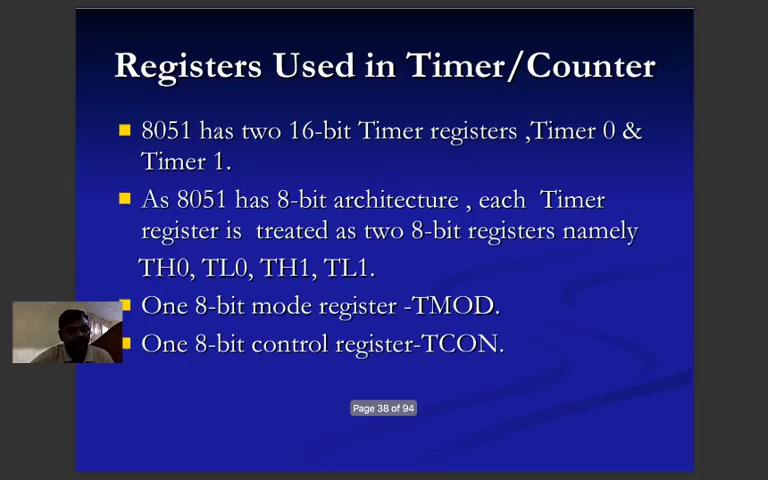 Registers Used in Timer/Counter
8051 has two 16-bit Timer registers ,Timer 0 &
Timer 1.
As 8051 has 8-bit architecture , each Timer
register is treated as two 8-bit registers namely
TH0, TL0, TH1, TL1.
One 8-bit mode register -TMOD.
One 8-bit control register-TCON.
Page 38 of 94